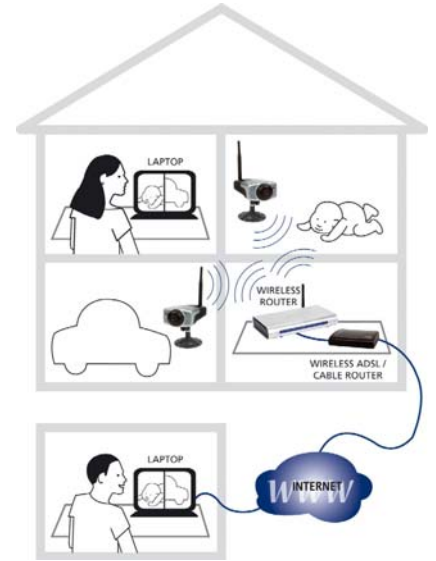 LAPTOP
WIRELESS
ROUTER
WIRELESS ADSL /
CABLE ROUTER
LAPTOP
WWW
INTERNET